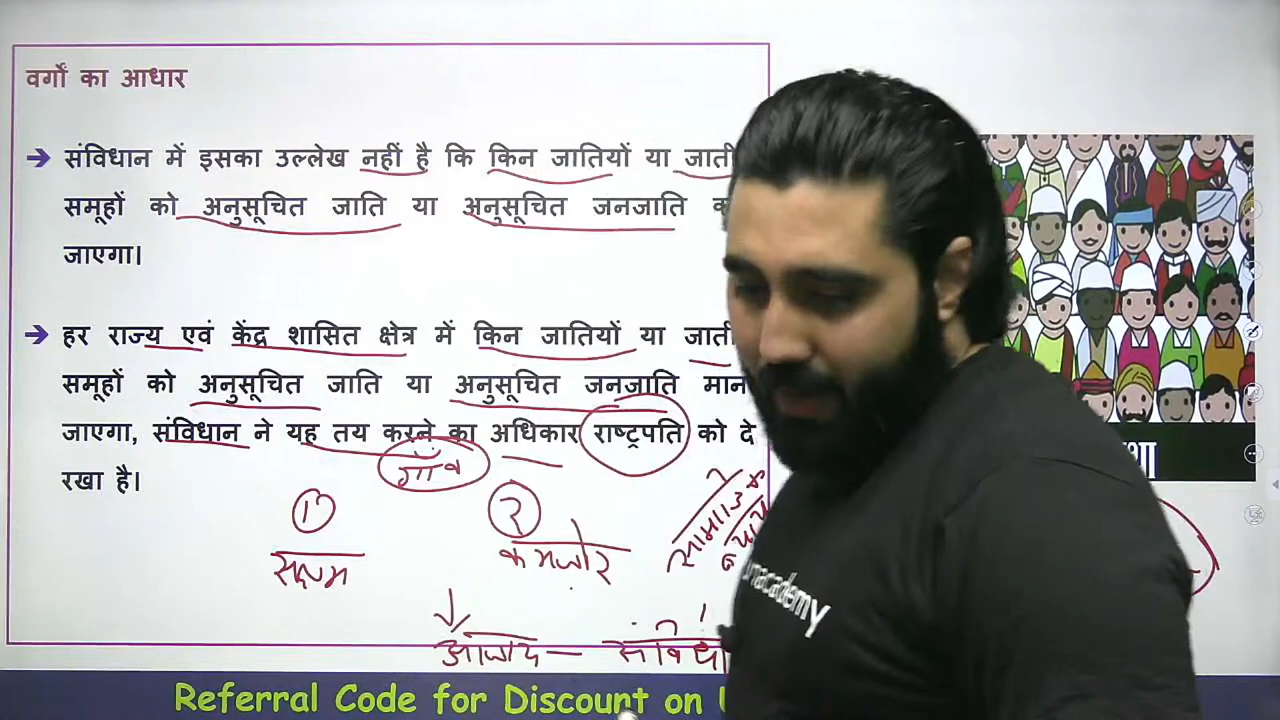 वर्गों का आधार
→ संविधान में इसका उल्लेख नहीं है कि किन जातियों या जाती
समूहों को अनुसूचित जाति या अनुसूचित जनजाति
जाएगा।
→ हर राज्य एवं केंद्र शासित क्षेत्र में किन जातियों या जाती
समूहों को अनुसूचित जाति या अनुसूचित जनजाति मान
जाएगा, संविधान ने यह तय करने का अधिकार राष्ट्रपति को दे
रखा है।
गाँव
1 2
सक्षम कमजोर
सामाजिक
न्याय
आजाद — संविधा
unacademy
Referral Code for Discount on U